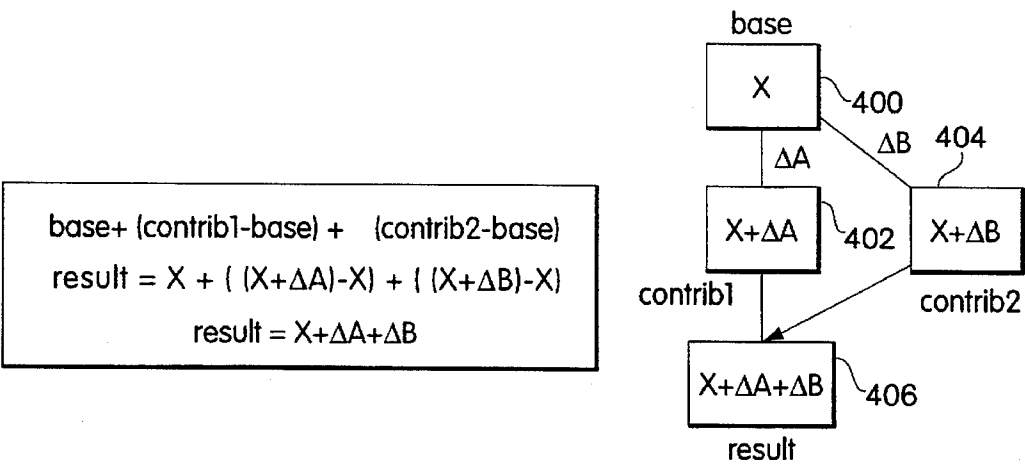 base
X
400
ΔA
ΔB
404
X+ΔA
402
X+ΔB
contrib1
contrib2
X+ΔA+ΔB
406
result
base+ (contrib1-base) + (contrib2-base)
result = X + ( (X+ΔA)-X) + ( (X+ΔB)-X)
result = X+ΔA+ΔB